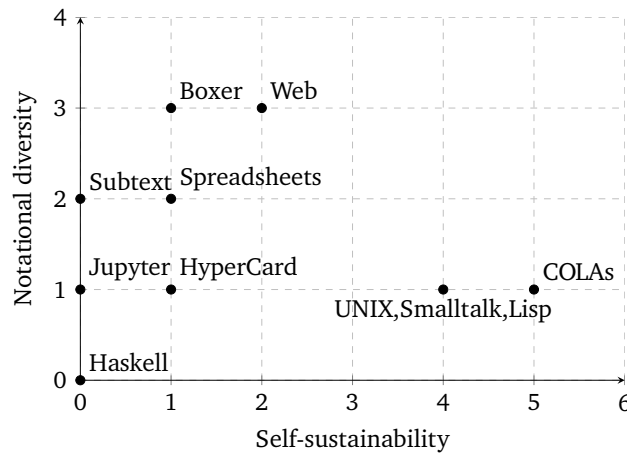 4
Boxer Web
3
Notational diversity
Subtext Spreadsheets
2
Jupyter HyperCard
COLAs
1
UNIX,Smalltalk,Lisp
Haskell
0
0 1 2 3 4 5 6
Self-sustainability